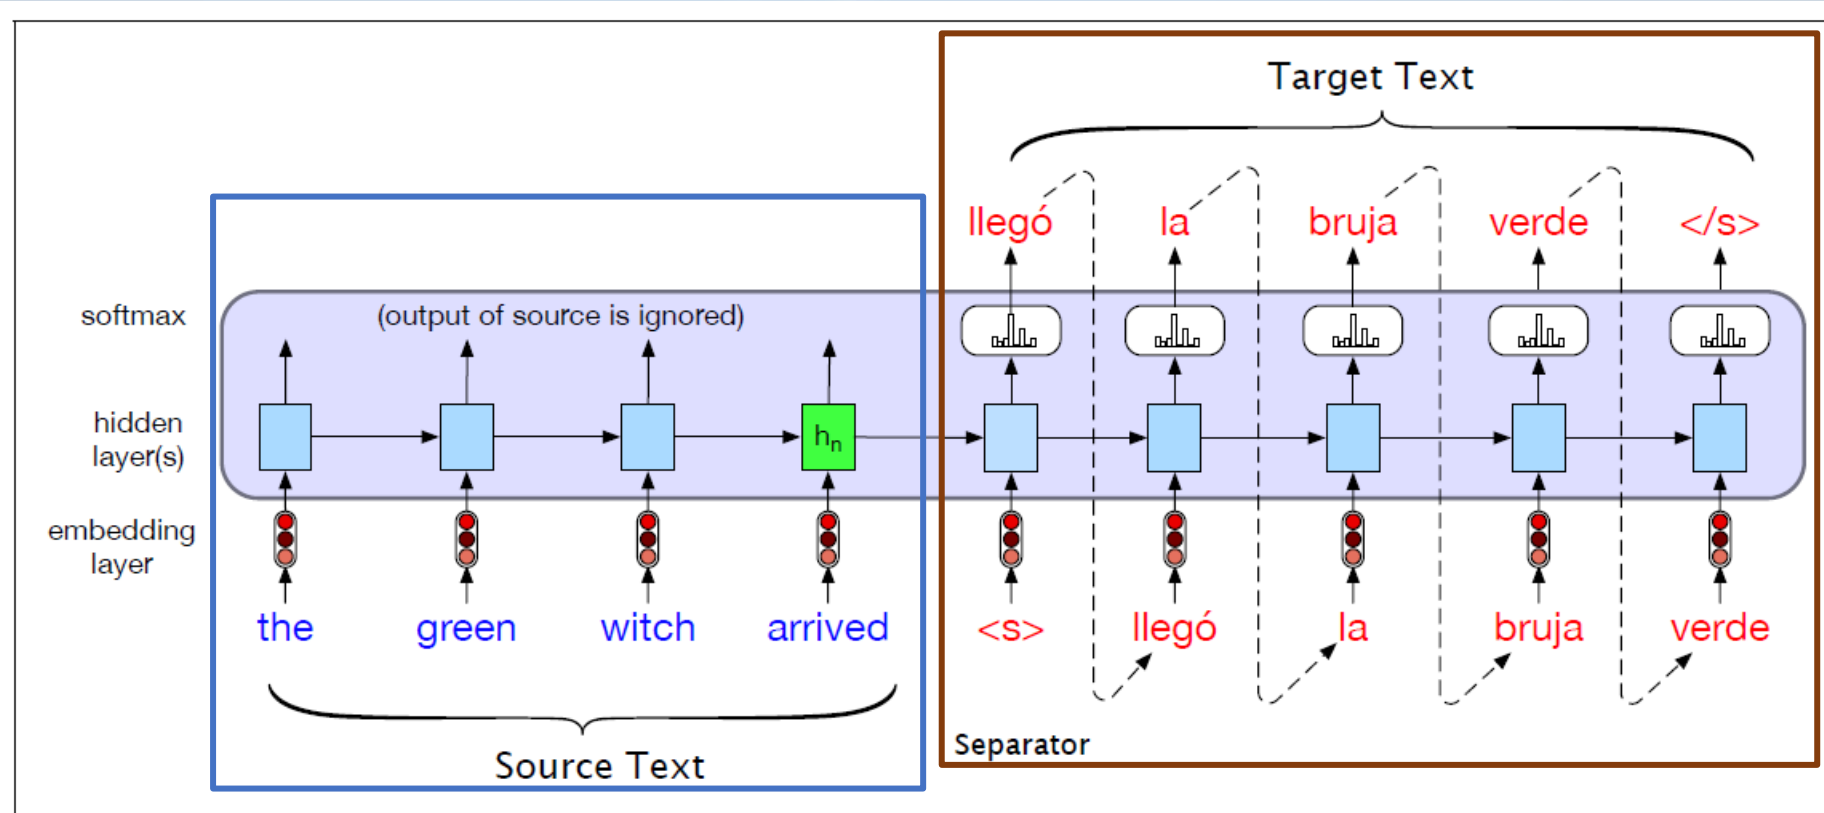 Target Text
llegó la bruja verde </s>
softmax (output of source is ignored)
hidden
layer(s)
hn
embedding
layer
the green witch arrived <s> llegó la bruja verde
Separator
Source Text